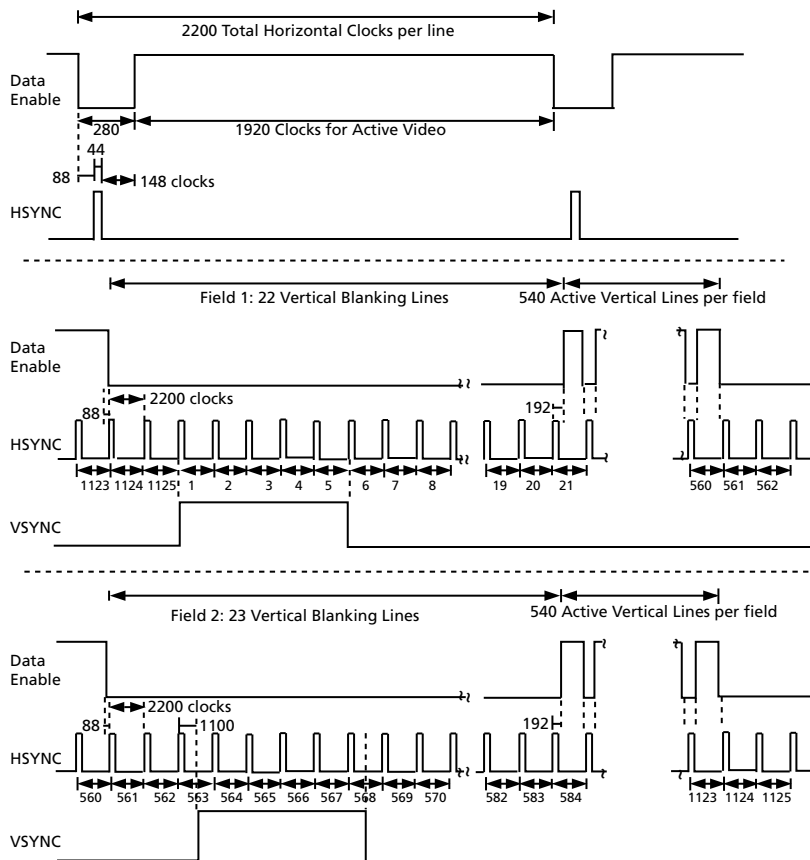 2200 Total Horizontal Clocks per line
Data
Enable
280
1920 Clocks for Active Video
44
88
148 clocks
HSYNC
Field 1: 22 Vertical Blanking Lines
540 Active Vertical Lines per field
Data
Enable
2200 clocks
88
192
HSYNC
1123 1124 1125 1 2 3 4 5 6 7 8 19 20 21 560 561 562
VSYNC
Field 2: 23 Vertical Blanking Lines
540 Active Vertical Lines per field
Data
Enable
2200 clocks
88
1100
192
HSYNC
560 561 562 563 564 565 566 567 568 569 570 582 583 584 1123 1124 1125
VSYNC